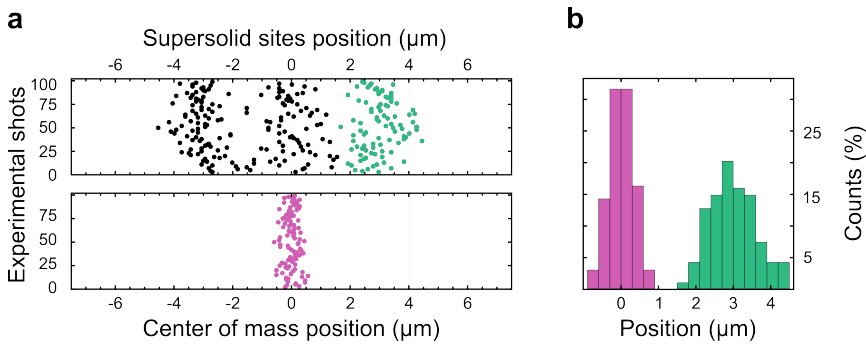 a
b
Supersolid sites position (μm)
-6 -4 -2 0 2 4 6
Experimental shots
100
75
50
25
0
75
50
25
0
-6 -4 -2 0 2 4 6
Center of mass position (μm)
25
15
5
Counts (%)
0 1 2 3 4
Position (μm)